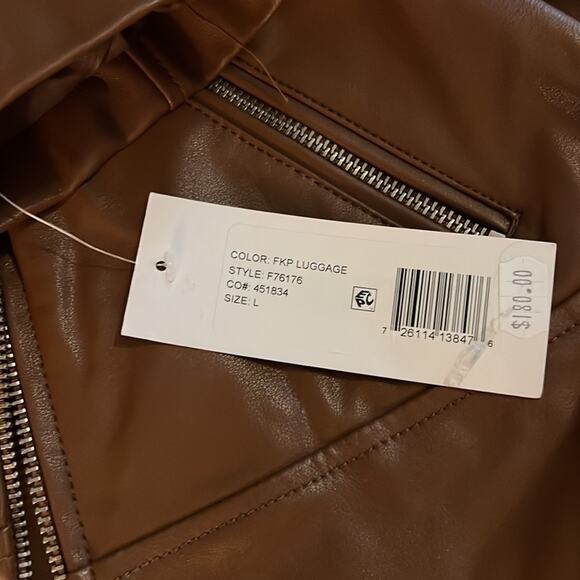 COLOR: FKP LUGGAGE
STYLE: F76176
CO#: 451834
SIZE: L
7 26114 13847 6
$180.00